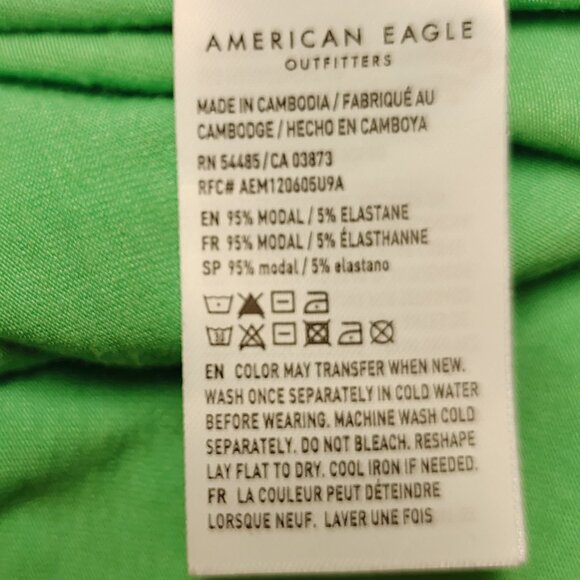 AMERICAN EAGLE
OUTFITTERS
MADE IN CAMBODIA / FABRIQUÉ AU
CAMBODGE / HECHO EN CAMBOYA
RN 54485 / CA 03873
RFC# AEM120605U9A
EN 95% MODAL / 5% ELASTANE
FR 95% MODAL / 5% ÉLASTHANNE
SP 95% modal / 5% elastano
EN COLOR MAY TRANSFER WHEN NEW.
WASH ONCE SEPARATELY IN COLD WATER
BEFORE WEARING. MACHINE WASH COLD
SEPARATELY. DO NOT BLEACH. RESHAPE
LAY FLAT TO DRY. COOL IRON IF NEEDED.
FR LA COULEUR PEUT DÉTEINDRE
LORSQUE NEUF. LAVER UNE FOIS